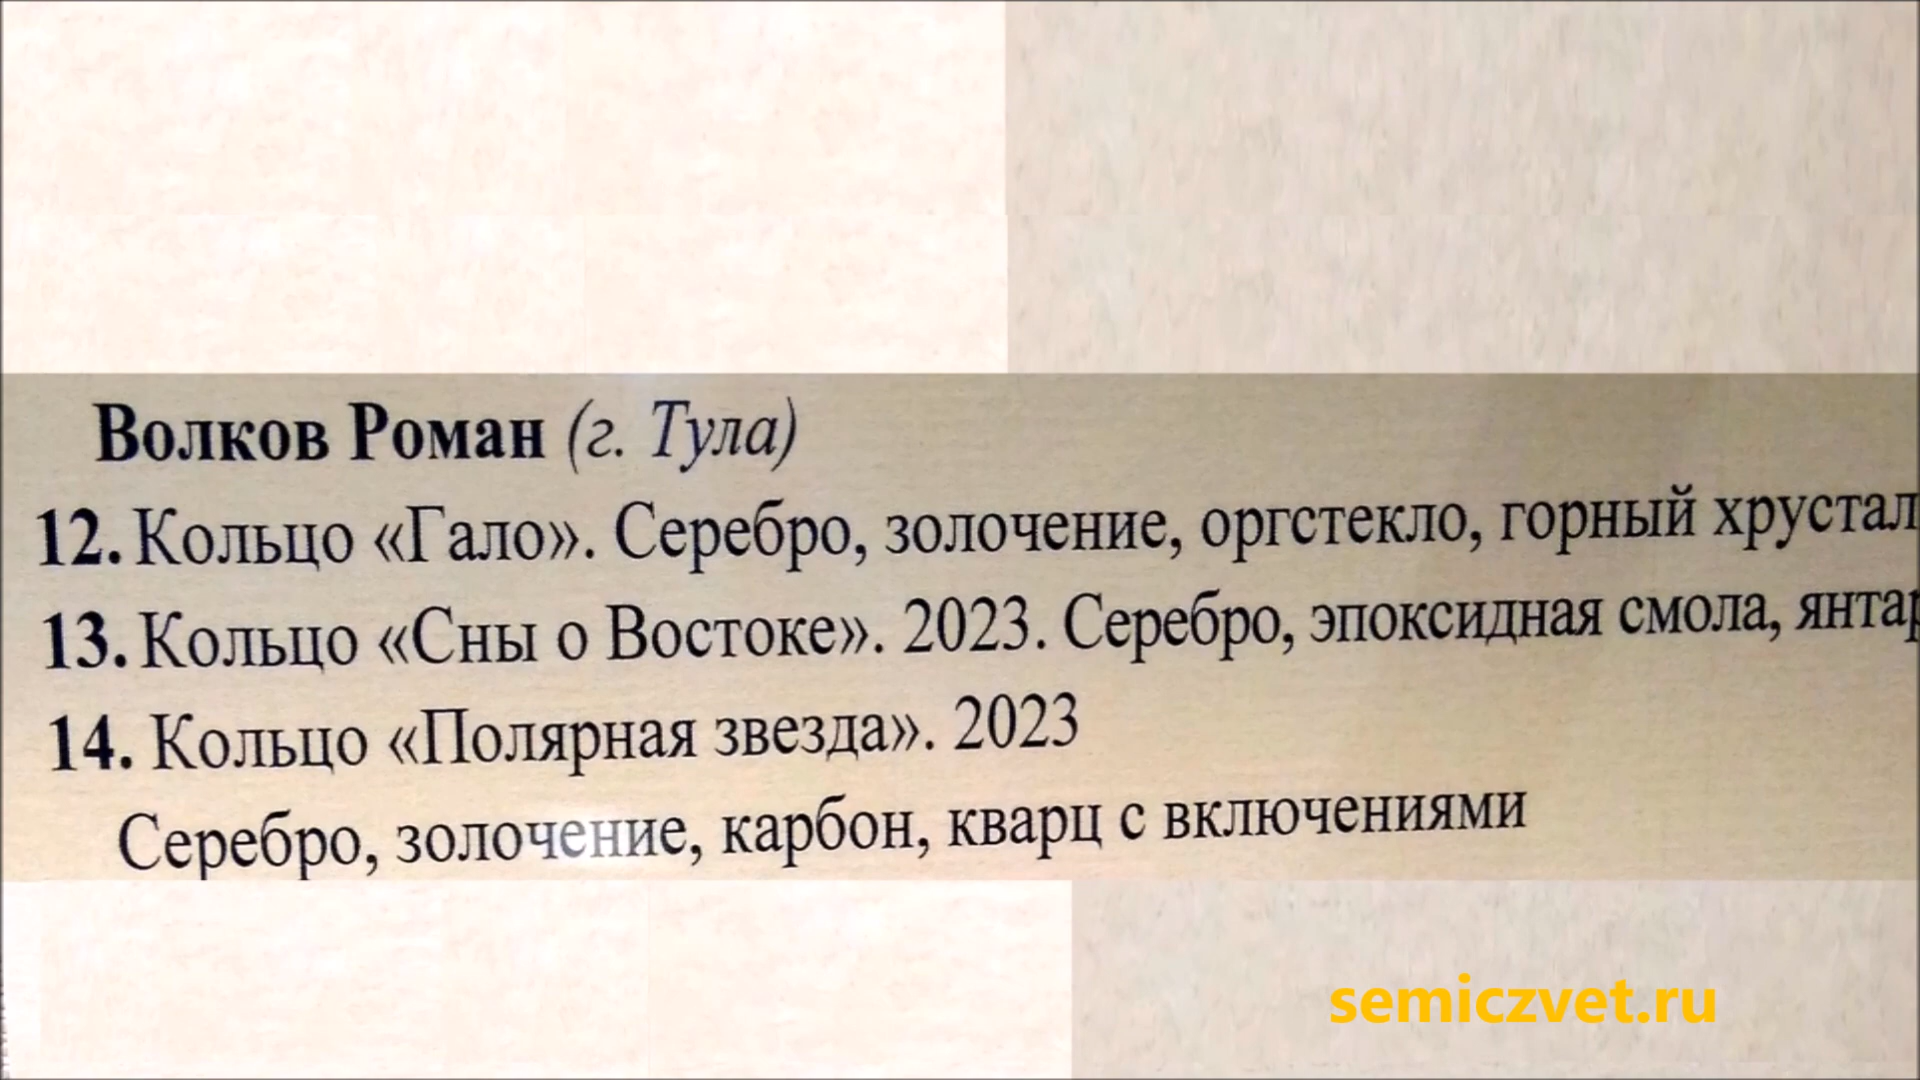 Волков Роман (г. Тула)
12. Кольцо «Гало». Серебро, золочение, оргстекло, горный хрустал
13. Кольцо «Сны о Востоке». 2023. Серебро, эпоксидная смола, янтар
14. Кольцо «Полярная звезда». 2023
Серебро, золочение, карбон, кварц с включениями
semiczvet.ru